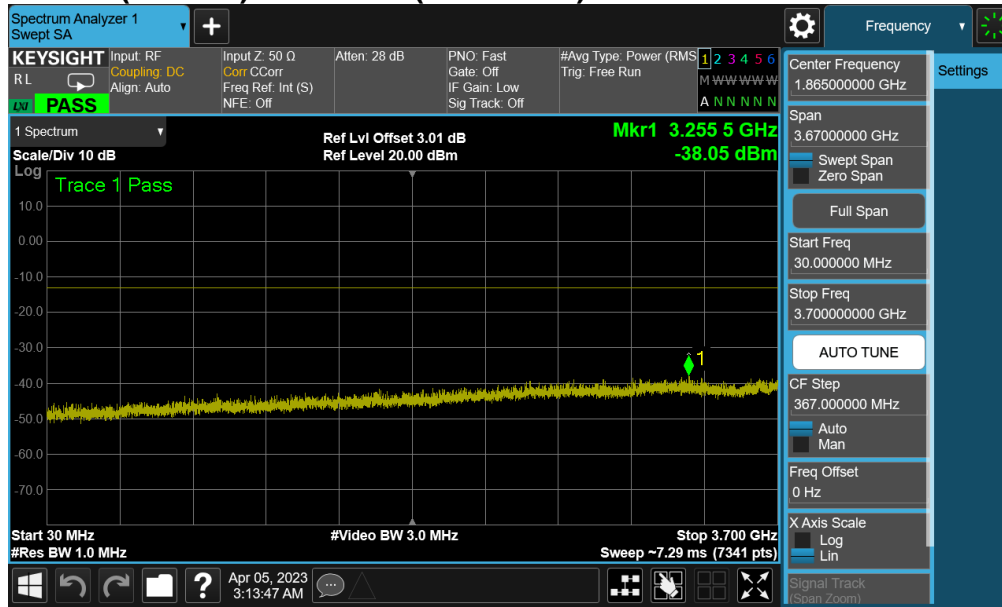 Spectrum Analyzer 1
Swept SA
+
Frequency
KEYSIGHT
R L
LXI PASS
Input: RF
Coupling: DC
Align: Auto
Input Z: 50 Ω
Corr CCorr
Freq Ref: Int (S)
NFE: Off
Atten: 28 dB
PNO: Fast
Gate: Off
IF Gain: Low
Sig Track: Off
#Avg Type: Power (RMS
Trig: Free Run
1 2 3 4 5 6
M W W W W W
A N N N N N
1 Spectrum
Scale/Div 10 dB
Ref Lvl Offset 3.01 dB
Ref Level 20.00 dBm
Mkr1 3.255 5 GHz
-38.05 dBm
Log
Trace 1 Pass
10.0
0.00
-10.0
-20.0
-30.0
1
-40.0
-50.0
-60.0
-70.0
Start 30 MHz
#Video BW 3.0 MHz
Stop 3.700 GHz
#Res BW 1.0 MHz
Sweep ~7.29 ms (7341 pts)
Center Frequency
1.865000000 GHz
Settings
Span
3.67000000 GHz
Swept Span
Zero Span
Full Span
Start Freq
30.000000 MHz
Stop Freq
3.700000000 GHz
AUTO TUNE
CF Step
367.000000 MHz
Auto
Man
Freq Offset
0 Hz
X Axis Scale
Log
Lin
Signal Track
(Span Zoom)
?
Apr 05, 2023
3:13:47 AM